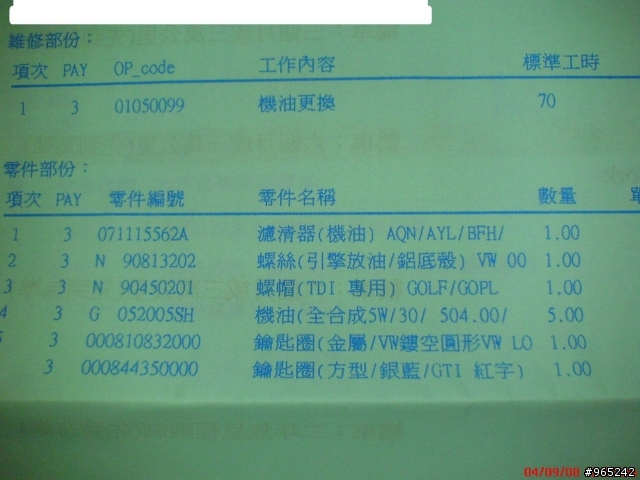 維修部份：
項次 PAY OP_code 工作內容 標準工時
1 3 01050099 機油更換 70
零件部份：
項次 PAY 零件編號 零件名稱 數量
1 3 071115562A 濾清器(機油) AQN/AYL/BFH/ 1.00
2 3 N 90813202 螺絲(引擎放油/鋁底殼) VW 00 1.00
3 3 N 90450201 螺帽(TDI 專用) GOLF/GOPL 1.00
4 3 G 052005SH 機油(全合成5W/30/ 504.00/ 5.00
3 000810832000 鑰匙圈(金屬/VW鏤空圓形VW LO 1.00
3 000844350000 鑰匙圈(方型/銀藍/GTI 紅字) 1.00
04/09/00 #965242